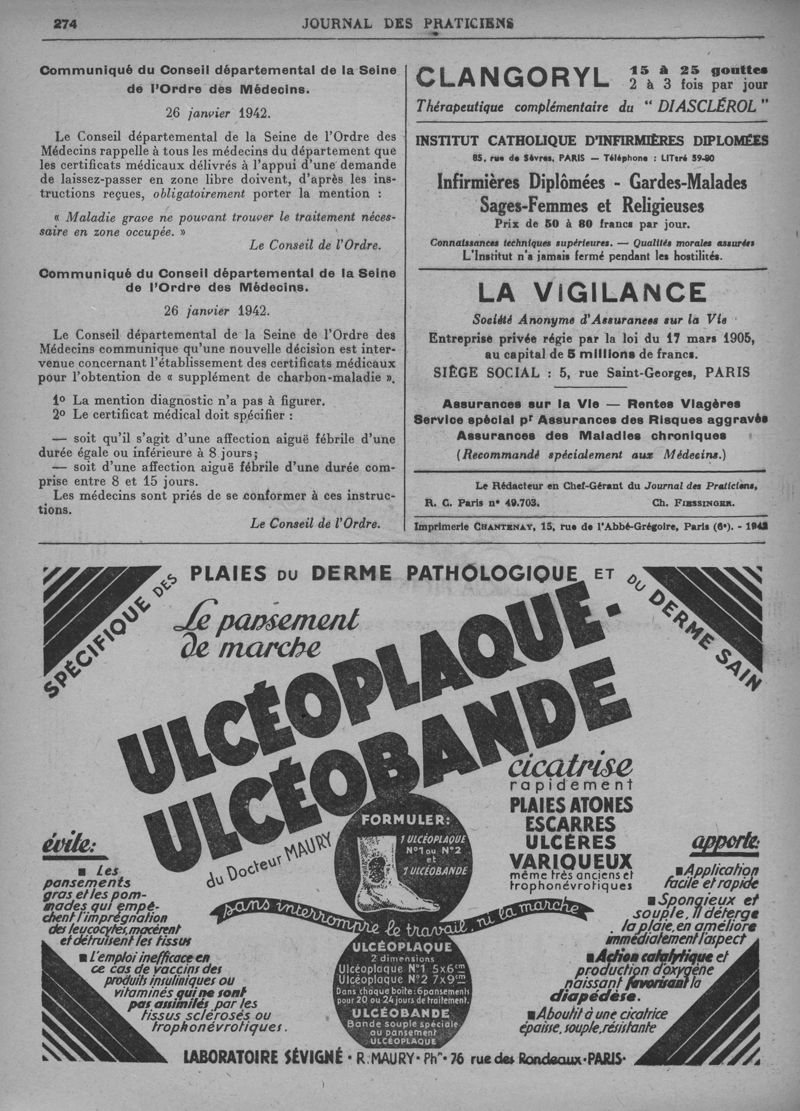 274
JOURNAL DES PRATICIENS
Communiqué du Conseil départemental de la Seine
de l'Ordre des Médecins.
26 janvier 1942.
Le Conseil départemental de la Seine de l'Ordre des
Médecins rappelle à tous les médecins du département que
les certificats médicaux délivrés à l'appui d'une demande
de laissez-passer en zone libre doivent, d'après les ins-
tructions reçues, obligatoirement porter la mention :
« Maladie grave ne pouvant trouver le traitement néces-
saire en zone occupée. »
Le Conseil de l'Ordre.
Communiqué du Conseil départemental de la Seine
de l'Ordre des Médecins.
26 janvier 1942.
Le Conseil départemental de la Seine de l'Ordre des
Médecins communique qu'une nouvelle décision est inter-
venue concernant l'établissement des certificats médicaux
pour l'obtention de « supplément de charbon-maladie ».
1º La mention diagnostic n'a pas à figurer.
2º Le certificat médical doit spécifier :
— soit qu'il s'agit d'une affection aiguë fébrile d'une
durée égale ou inférieure à 8 jours;
— soit d'une affection aiguë fébrile d'une durée com-
prise entre 8 et 15 jours.
Les médecins sont priés de se conformer à ces instruc-
tions.
Le Conseil de l'Ordre.
CLANGORYL 15 à 25 gouttes
2 à 3 fois par jour
Thérapeutique complémentaire du " DIASCLÉROL "
INSTITUT CATHOLIQUE D'INFIRMIÈRES DIPLOMÉES
85, rue de Sèvres, PARIS — Téléphone : LITtré 59-90
Infirmières Diplômées - Gardes-Malades
Sages-Femmes et Religieuses
Prix de 50 à 80 francs par jour.
Connaissances techniques supérieures. — Qualités morales assurées
L'Institut n'a jamais fermé pendant les hostilités.
LA ViGILANCE
Société Anonyme d'Assurances sur la Vie
Entreprise privée régie par la loi du 17 mars 1905,
au capital de 5 millions de francs.
SIÈGE SOCIAL : 5, rue Saint-Georges, PARIS
Assurances sur la Vie — Rentes Viagères
Service spécial pr Assurances des Risques aggravés
Assurances des Maladies chroniques
(Recommandé spécialement aux Médecins.)
Le Rédacteur en Chef-Gérant du Journal des Praticiens,
R. C. Paris nº 49.703. Ch. FIESSINGER.
Imprimerie CHANTENAY, 15, rue de l'Abbé-Grégoire, Paris (6e). - 1942
SPÉCIFIQUE DES PLAIES DU DERME PATHOLOGIQUE ET DU DERME SAIN
Le pansement
de marche
ULCÉOPLAQUE-
ULCÉOBANDE
du Docteur MAURY
cicatrise
rapidement
PLAIES ATONES
ESCARRES
ULCÈRES
VARIQUEUX
même très anciens et
trophonévrotiques
FORMULER:
1 ULCÉOPLAQUE
Nº1 ou Nº2
et
1 ULCÉOBANDE
sans interrompre le travail, ni la marche
évite:
■ Les
pansements
gras et les pom-
mades qui empê-
chent l'imprégnation
des leucocytes, macèrent
et détruisent les tissus
■ L'emploi inefficace en
ce cas de vaccins des
produits insuliniques ou
vitaminés qui ne sont
pas assimilés par les
tissus scléroses ou
trophonévrotiques.
ULCÉOPLAQUE
2 dimensions
Ulcéoplaque Nº1 5x6cm
Ulcéoplaque Nº2 7x9cm
Dans chaque boîte: 6 pansements
pour 20 ou 24 jours de traitement.
ULCÉOBANDE
Bande souple spéciale
au pansement
ULCÉOPLAQUE
apporte:
■ Application
facile et rapide
■ Spongieux et
souple, Il déterge
la plaie, en améliore
immédiatement l'aspect
■ Action catalytique et
production d'oxygène
naissant favorisant la
diapédèse.
■ Aboutit à une cicatrice
épaisse, souple, résistante
LABORATOIRE SÉVIGNÉ · R. MAURY · Phen · 76 rue des Rondeaux · PARIS ·